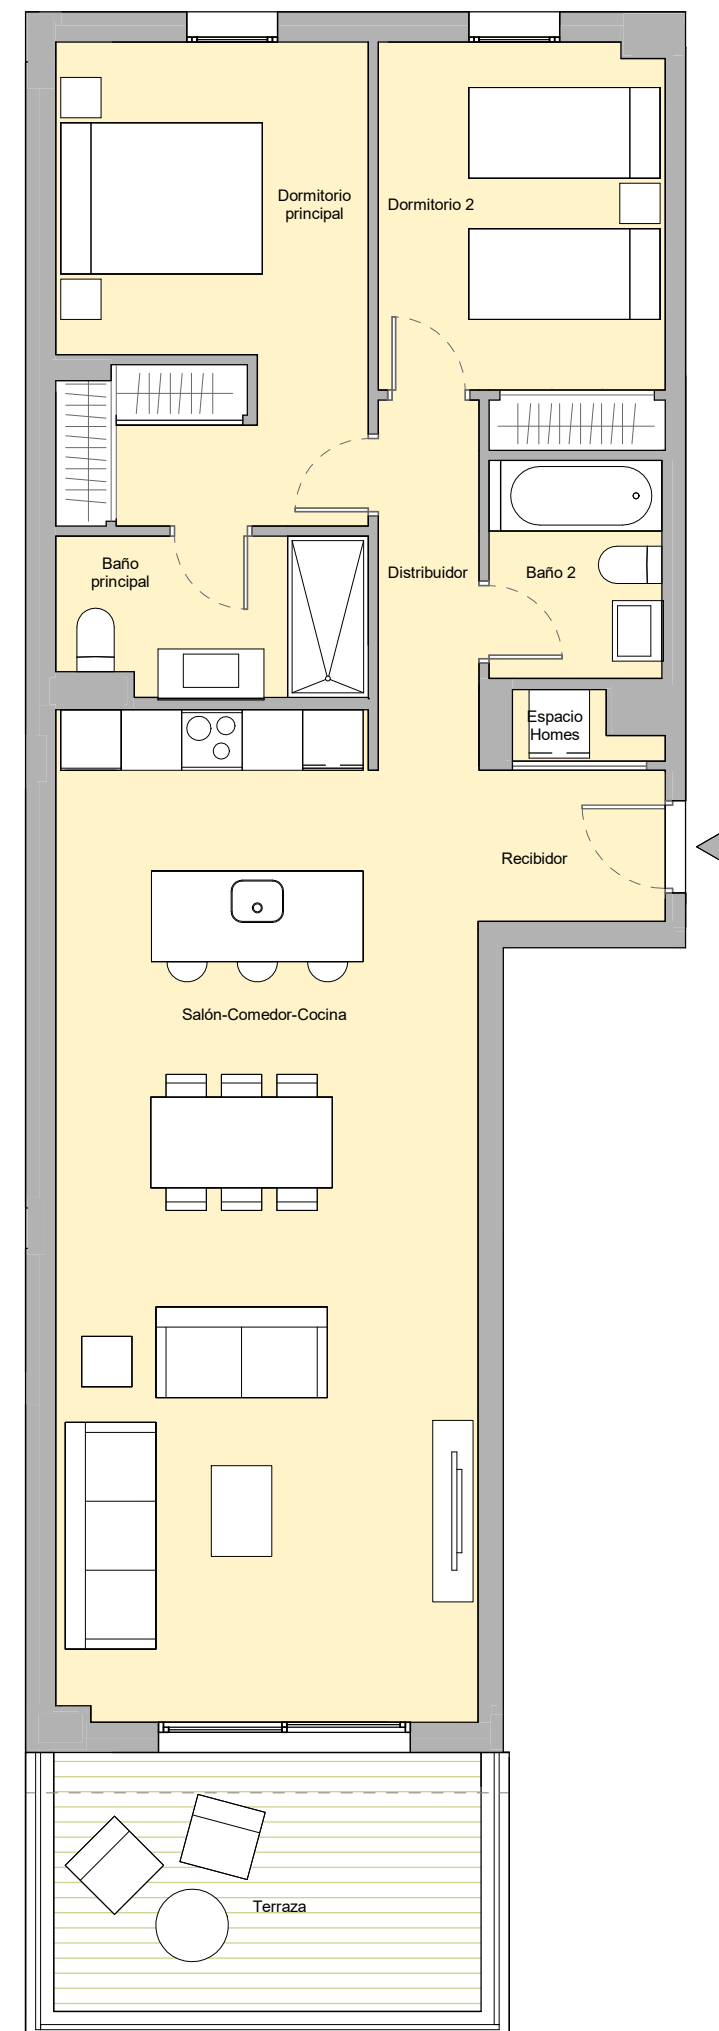 Dormitorio
principal
Dormitorio 2
Baño
principal
Distribuidor
Baño 2
Espacio
Homes
Recibidor
Salón-Comedor-Cocina
Terraza